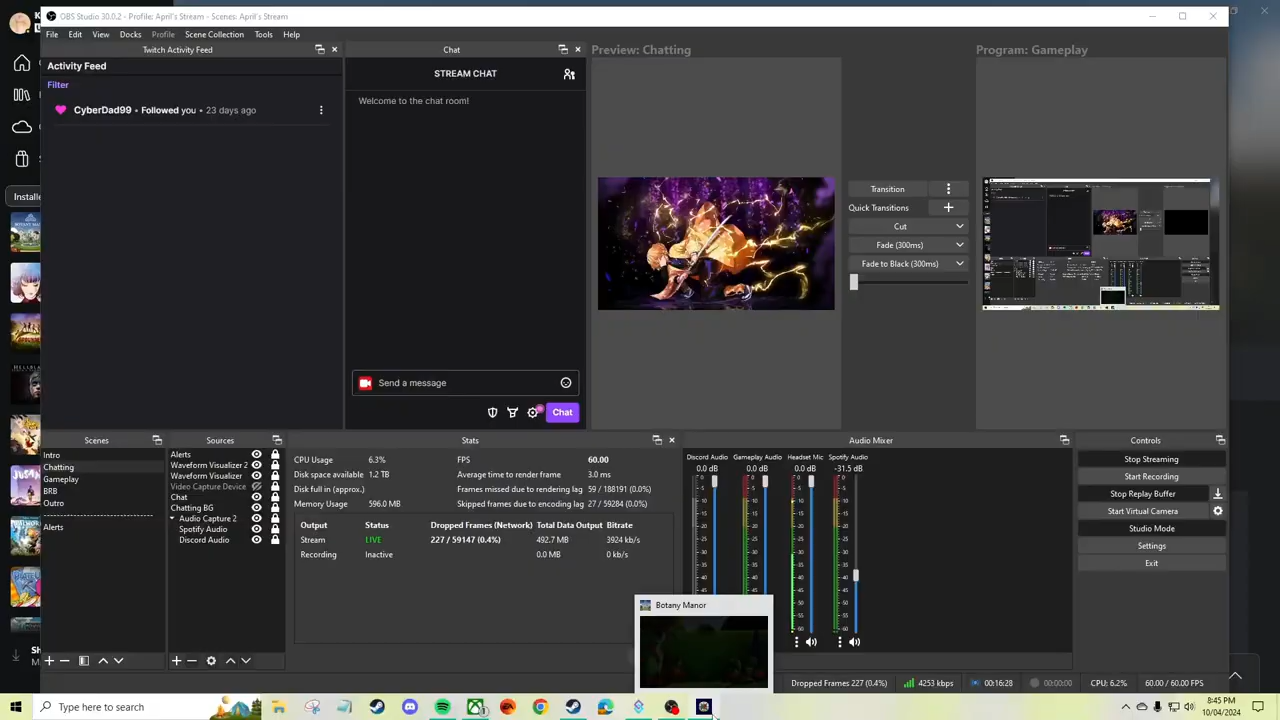 OBS Studio 30.0.2 - Profile: April's Stream - Scenes: April's Stream
File Edit View Docks Profile Scene Collection Tools Help
Twitch Activity Feed
Activity Feed
Filter
CyberDad99 • Followed you • 23 days ago
Installe
Chat
STREAM CHAT
Welcome to the chat room!
Send a message
Chat
Preview: Chatting
Program: Gameplay
Transition
Quick Transitions
Cut
Fade (300ms)
Fade to Black (300ms)
Scenes
Intro
Chatting
Gameplay
BRB
Outro
Alerts
Sources
Alerts
Waveform Visualizer 2
Waveform Visualizer
Video Capture Device
Chat
Chatting BG
Audio Capture 2
Spotify Audio
Discord Audio
Stats
CPU Usage 6.3%
Disk space available 1.2 TB
Disk full in (approx.)
Memory Usage 596.0 MB
FPS 60.00
Average time to render frame 3.0 ms
Frames missed due to rendering lag 59 / 188191 (0.0%)
Skipped frames due to encoding lag 27 / 59284 (0.0%)
Output Status Dropped Frames (Network) Total Data Output Bitrate
Stream LIVE 227 / 59147 (0.4%) 492.7 MB 3924 kb/s
Recording Inactive 0.0 MB 0 kb/s
Botany Manor
Audio Mixer
Discord Audio Gameplay Audio Headset Mic Spotify Audio
0.0 dB 0.0 dB 0.0 dB -31.5 dB
Controls
Stop Streaming
Start Recording
Stop Replay Buffer
Start Virtual Camera
Studio Mode
Settings
Exit
Dropped Frames 227 (0.4%) 4253 kbps 00:16:28 00:00:00 CPU: 6.2% 60.00 / 60.00 FPS
Type here to search
8:45 PM
10/04/2024